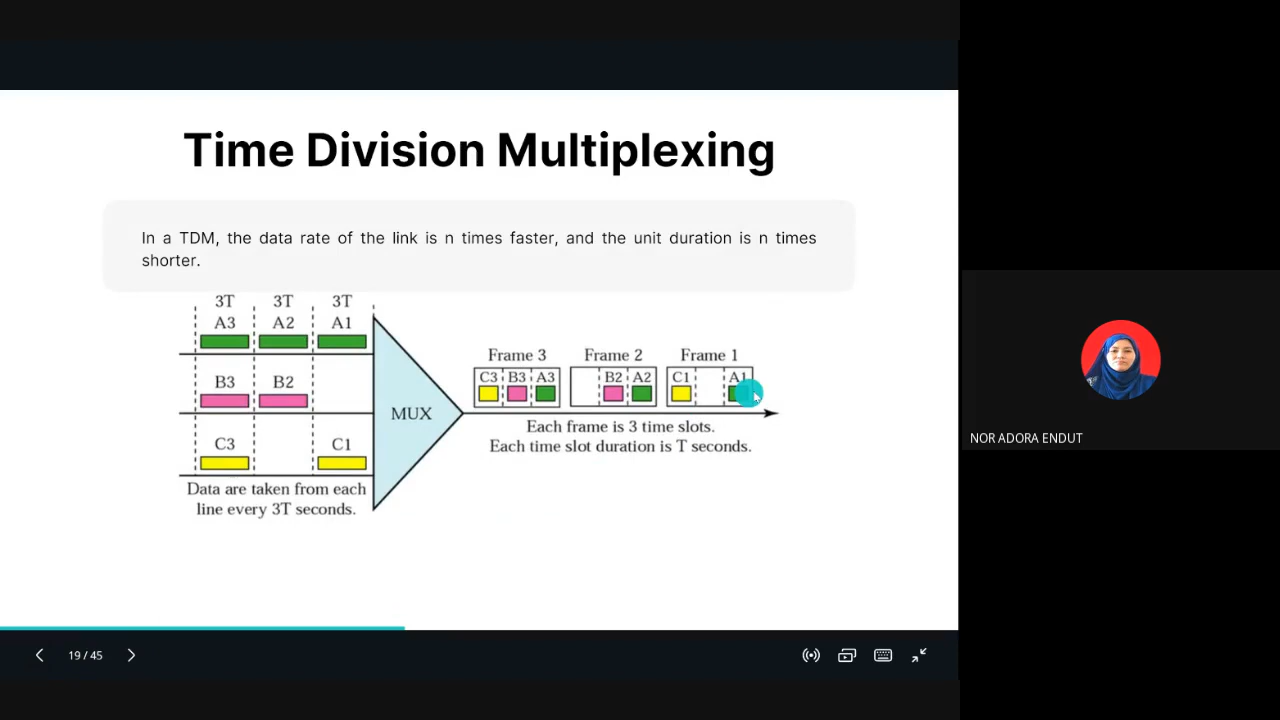 Time Division Multiplexing
In a TDM, the data rate of the link is n times faster, and the unit duration is n times
shorter.
3T 3T 3T
A3 A2 A1
B3 B2
C3 C1
Data are taken from each
line every 3T seconds.
MUX
Frame 3 Frame 2 Frame 1
C3 B3 A3 B2 A2 C1 A1
Each frame is 3 time slots.
Each time slot duration is T seconds.
NOR ADORA ENDUT
19 / 45